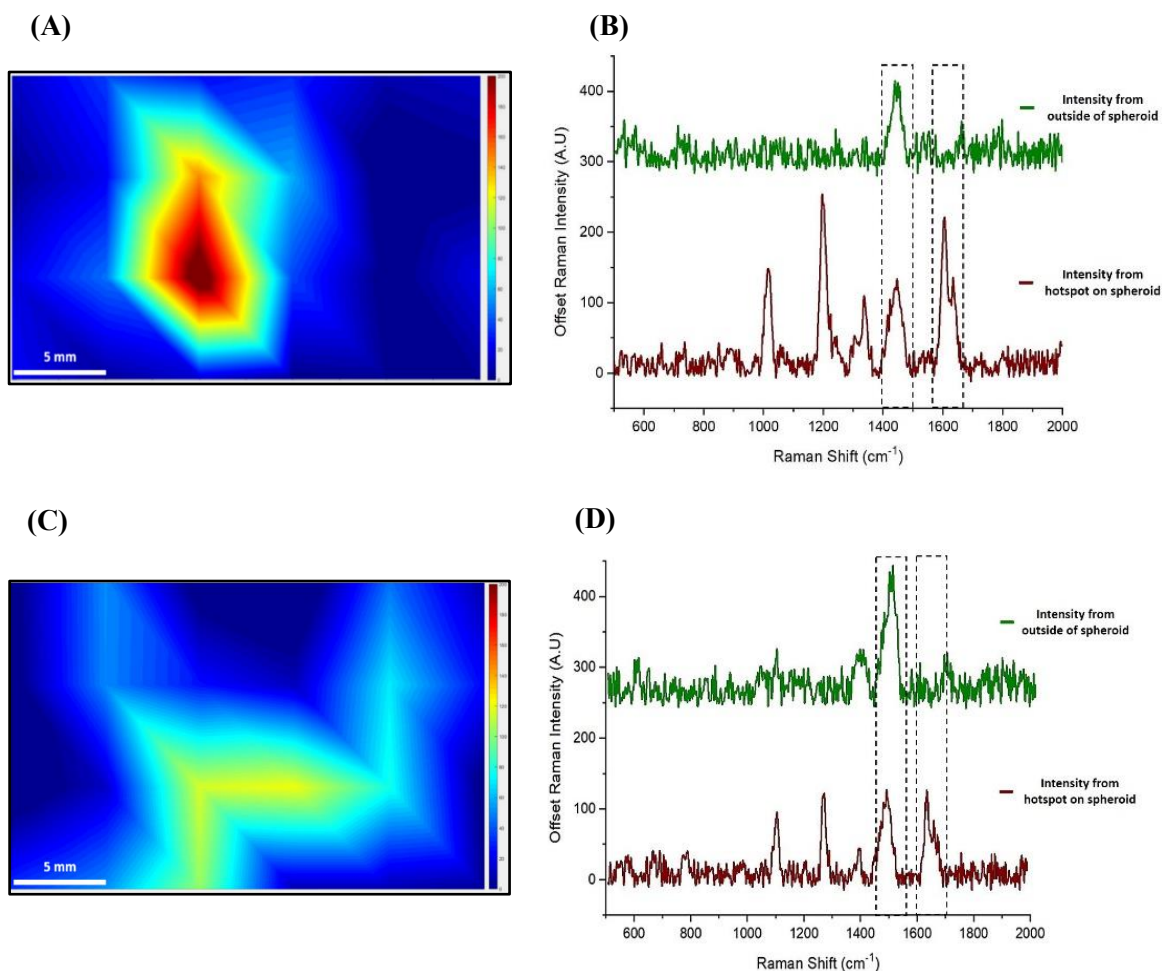 (A)
(B)
5 mm
Offset Raman Intensity (A.U)
400
300
200
100
0
600 800 1000 1200 1400 1600 1800 2000
Raman Shift (cm⁻¹)
Intensity from
outside of spheroid
Intensity from
hotspot on spheroid
(C)
(D)
5 mm
Offset Raman Intensity (A.U)
400
300
200
100
0
600 800 1000 1200 1400 1600 1800 2000
Raman Shift (cm⁻¹)
Intensity from
outside of spheroid
Intensity from
hotspot on spheroid